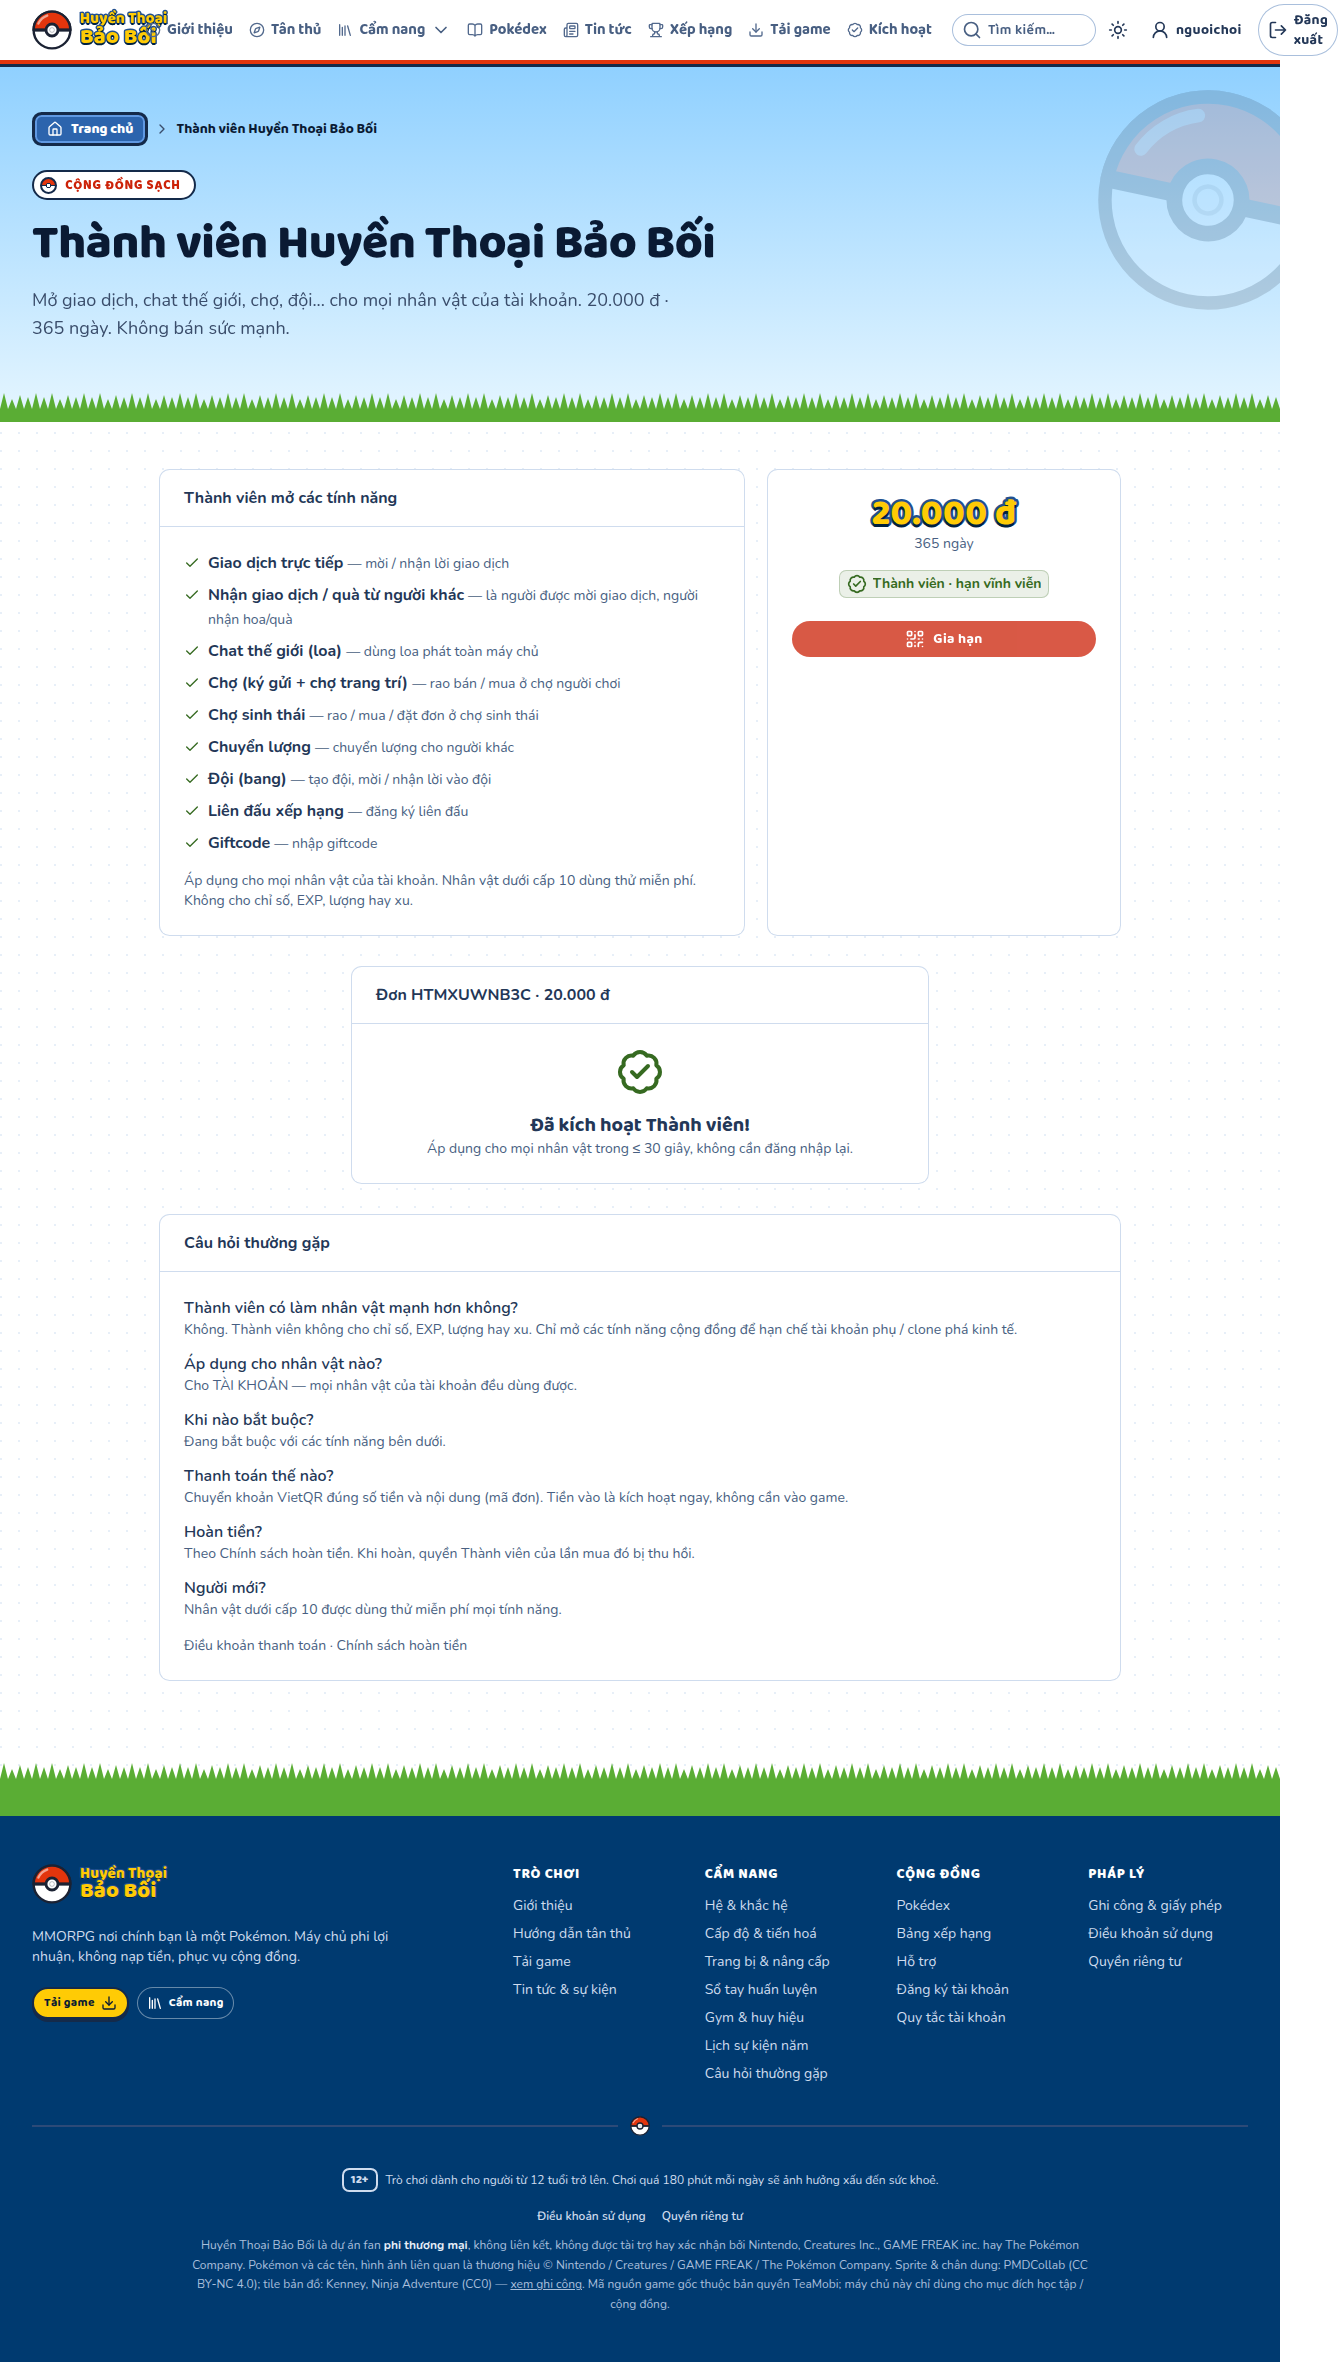 Huyền Thoại
Bảo Bối
Giới thiệu
Tân thủ
Cẩm nang
Pokédex
Tin tức
Xếp hạng
Tải game
Kích hoạt
Tìm kiếm...
nguoichoi
Đăng
xuất
Trang chủ
Thành viên Huyền Thoại Bảo Bối
CỘNG ĐỒNG SẠCH
Thành viên Huyền Thoại Bảo Bối
Mở giao dịch, chat thế giới, chợ, đội... cho mọi nhân vật của tài khoản. 20.000 đ ·
365 ngày. Không bán sức mạnh.
Thành viên mở các tính năng
Giao dịch trực tiếp — mời / nhận lời giao dịch
Nhận giao dịch / quà từ người khác — là người được mời giao dịch, người
nhận hoa/quà
Chat thế giới (loa) — dùng loa phát toàn máy chủ
Chợ (ký gửi + chợ trang trí) — rao bán / mua ở chợ người chơi
Chợ sinh thái — rao / mua / đặt đơn ở chợ sinh thái
Chuyển lượng — chuyển lượng cho người khác
Đội (bang) — tạo đội, mời / nhận lời vào đội
Liên đấu xếp hạng — đăng ký liên đấu
Giftcode — nhập giftcode
Áp dụng cho mọi nhân vật của tài khoản. Nhân vật dưới cấp 10 dùng thử miễn phí.
Không cho chỉ số, EXP, lượng hay xu.
20.000 đ
365 ngày
Thành viên · hạn vĩnh viễn
Gia hạn
Đơn HTMXUWNB3C · 20.000 đ
Đã kích hoạt Thành viên!
Áp dụng cho mọi nhân vật trong ≤ 30 giây, không cần đăng nhập lại.
Câu hỏi thường gặp
Thành viên có làm nhân vật mạnh hơn không?
Không. Thành viên không cho chỉ số, EXP, lượng hay xu. Chỉ mở các tính năng cộng đồng để hạn chế tài khoản phụ / clone phá kinh tế.
Áp dụng cho nhân vật nào?
Cho TÀI KHOẢN — mọi nhân vật của tài khoản đều dùng được.
Khi nào bắt buộc?
Đang bắt buộc với các tính năng bên dưới.
Thanh toán thế nào?
Chuyển khoản VietQR đúng số tiền và nội dung (mã đơn). Tiền vào là kích hoạt ngay, không cần vào game.
Hoàn tiền?
Theo Chính sách hoàn tiền. Khi hoàn, quyền Thành viên của lần mua đó bị thu hồi.
Người mới?
Nhân vật dưới cấp 10 được dùng thử miễn phí mọi tính năng.
Điều khoản thanh toán · Chính sách hoàn tiền
Huyền Thoại
Bảo Bối
MMORPG nơi chính bạn là một Pokémon. Máy chủ phi lợi
nhuận, không nạp tiền, phục vụ cộng đồng.
Tải game
Cẩm nang
TRÒ CHƠI
Giới thiệu
Hướng dẫn tân thủ
Tải game
Tin tức & sự kiện
CẨM NANG
Hệ & khắc hệ
Cấp độ & tiến hoá
Trang bị & nâng cấp
Sổ tay huấn luyện
Gym & huy hiệu
Lịch sự kiện năm
Câu hỏi thường gặp
CỘNG ĐỒNG
Pokédex
Bảng xếp hạng
Hỗ trợ
Đăng ký tài khoản
Quy tắc tài khoản
PHÁP LÝ
Ghi công & giấy phép
Điều khoản sử dụng
Quyền riêng tư
12+ Trò chơi dành cho người từ 12 tuổi trở lên. Chơi quá 180 phút mỗi ngày sẽ ảnh hưởng xấu đến sức khoẻ.
Điều khoản sử dụng Quyền riêng tư
Huyền Thoại Bảo Bối là dự án fan phi thương mại, không liên kết, không được tài trợ hay xác nhận bởi Nintendo, Creatures Inc., GAME FREAK inc. hay The Pokémon
Company. Pokémon và các tên, hình ảnh liên quan là thương hiệu © Nintendo / Creatures / GAME FREAK / The Pokémon Company. Sprite & chân dung: PMDCollab (CC
BY-NC 4.0); tile bản đồ: Kenney, Ninja Adventure (CC0) — xem ghi công. Mã nguồn game gốc thuộc bản quyền TeaMobi; máy chủ này chỉ dùng cho mục đích học tập /
cộng đồng.